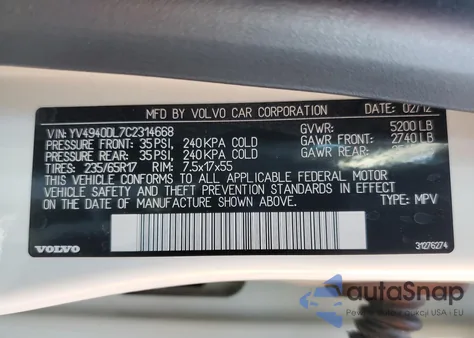 MFD BY VOLVO CAR CORPORATION DATE: 02/12
VIN: YV4940DL7C2314668 GVWR: 5200 LB
PRESSURE FRONT: 35 PSI, 240 KPA COLD GAWR FRONT: 2740 LB
PRESSURE REAR: 35 PSI, 240 KPA COLD GAWR REAR:
TIRES: 235/65R17 RIM: 7.5x17x55
THIS VEHICLE CONFORMS TO ALL APPLICABLE FEDERAL MOTOR
VEHICLE SAFETY AND THEFT PREVENTION STANDARDS IN EFFECT
ON THE DATE OF MANUFACTURE SHOWN ABOVE. TYPE: MPV
VOLVO 31276274
autoSnap
USA i EU